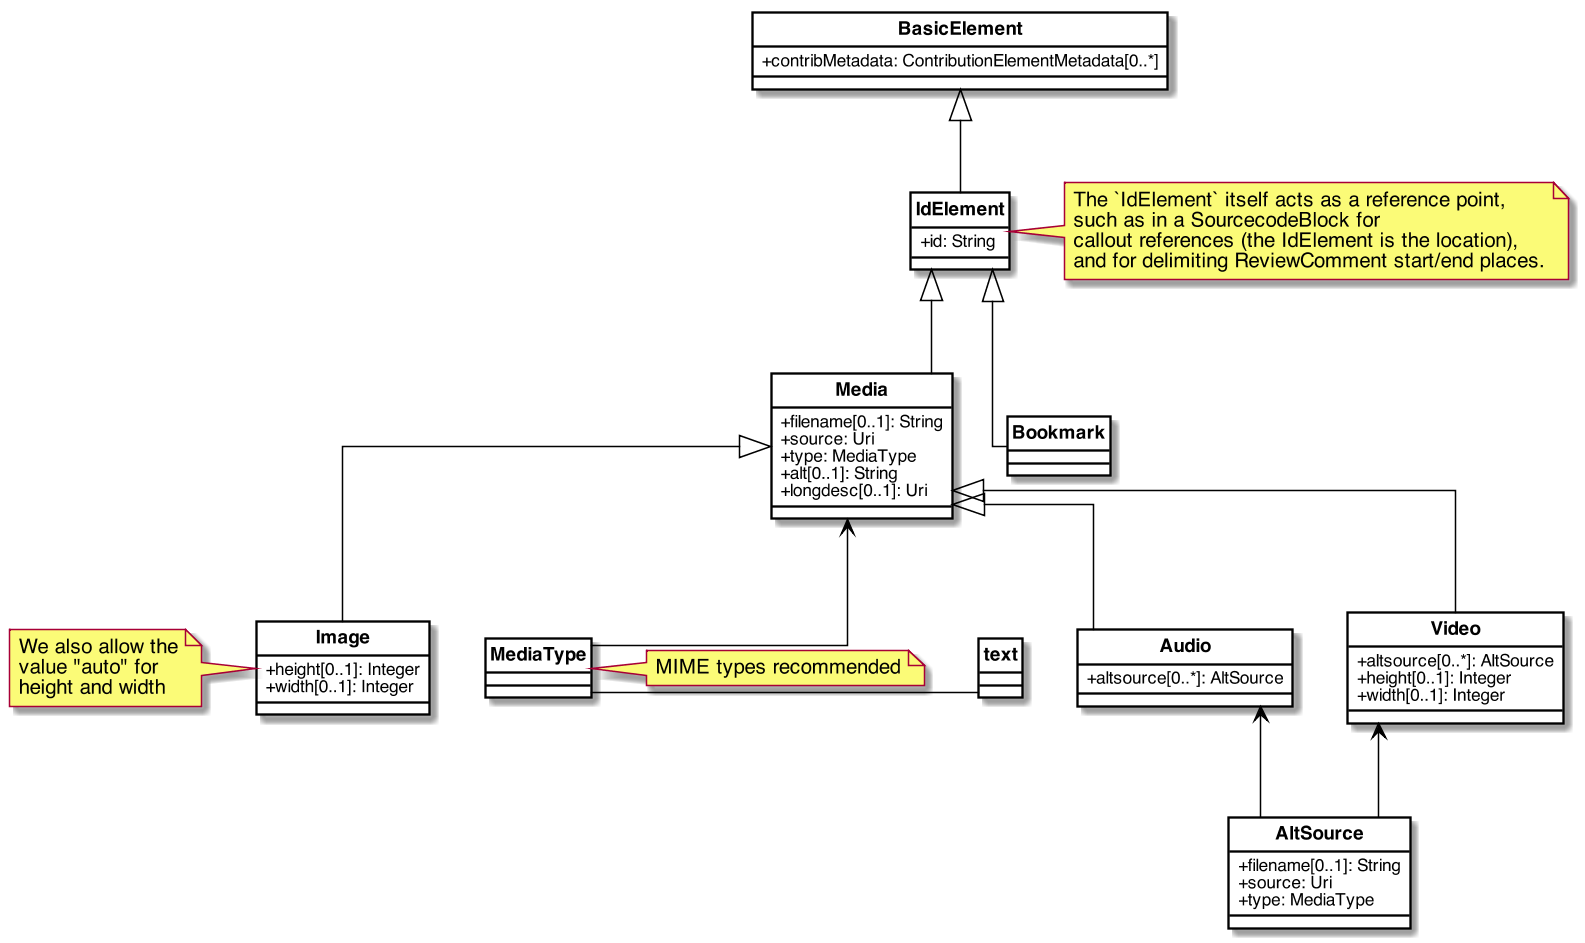 BasicElement
+contribMetadata: ContributionElementMetadata[0..*]
IdElement
+id: String
The `IdElement` itself acts as a reference point,
such as in a SourcecodeBlock for
callout references (the IdElement is the location),
and for delimiting ReviewComment start/end places.
Media
+filename[0..1]: String
+source: Uri
+type: MediaType
+alt[0..1]: String
+longdesc[0..1]: Uri
Bookmark
We also allow the
value "auto" for
height and width
Image
+height[0..1]: Integer
+width[0..1]: Integer
MediaType
MIME types recommended
text
Audio
+altsource[0..*]: AltSource
Video
+altsource[0..*]: AltSource
+height[0..1]: Integer
+width[0..1]: Integer
AltSource
+filename[0..1]: String
+source: Uri
+type: MediaType